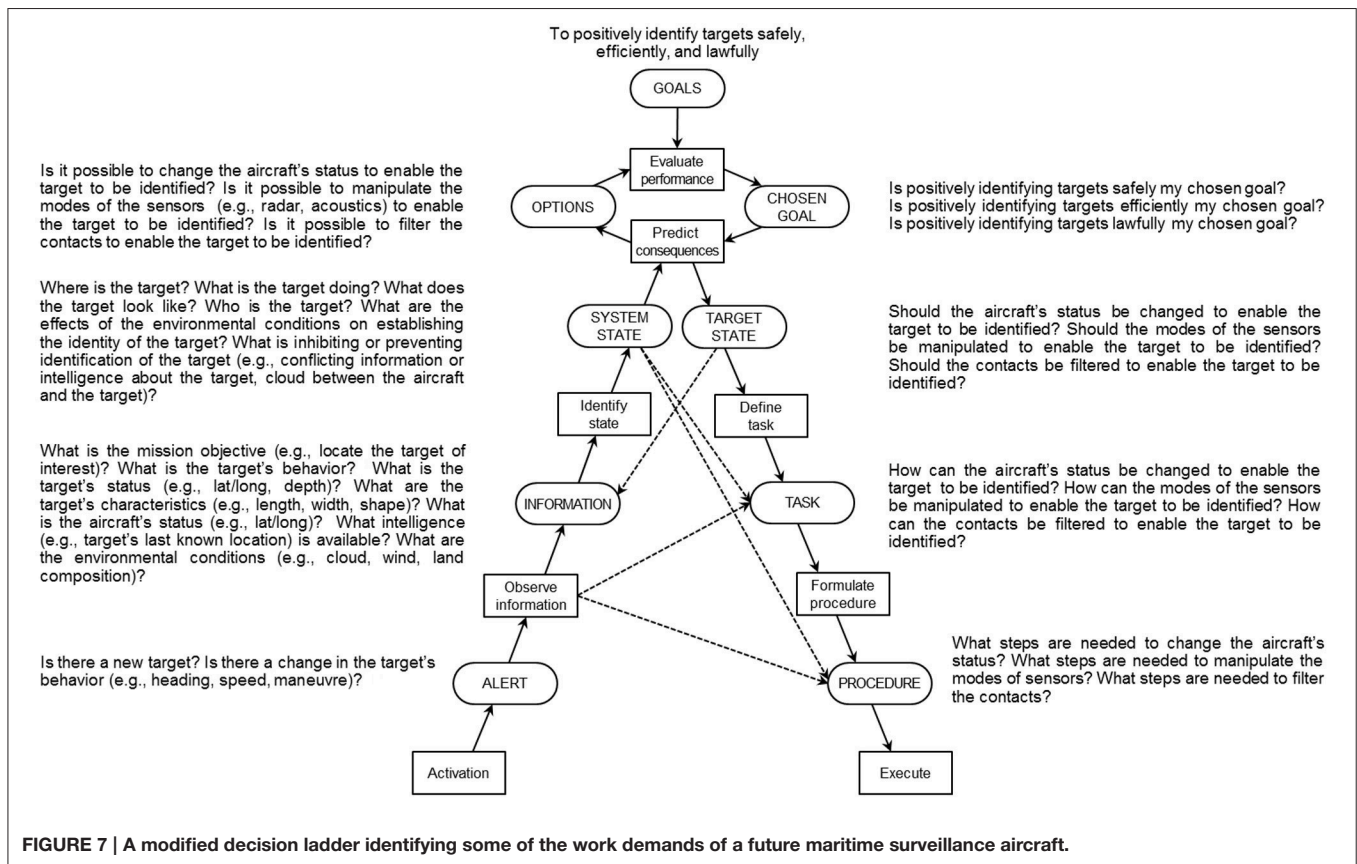 To positively identify targets safely,
efficiently, and lawfully
GOALS
Evaluate
performance
OPTIONS
CHOSEN
GOAL
Predict
consequences
SYSTEM
STATE
TARGET
STATE
Identify
state
Define
task
INFORMATION
TASK
Observe
information
Formulate
procedure
ALERT
PROCEDURE
Activation
Execute
Is it possible to change the aircraft's status to enable the
target to be identified? Is it possible to manipulate the
modes of the sensors (e.g., radar, acoustics) to enable
the target to be identified? Is it possible to filter the
contacts to enable the target to be identified?
Where is the target? What is the target doing? What does
the target look like? Who is the target? What are the
effects of the environmental conditions on establishing
the identity of the target? What is inhibiting or preventing
identification of the target (e.g., conflicting information or
intelligence about the target, cloud between the aircraft
and the target)?
What is the mission objective (e.g., locate the target of
interest)? What is the target's behavior? What is the
target's status (e.g., lat/long, depth)? What are the
target's characteristics (e.g., length, width, shape)? What
is the aircraft's status (e.g., lat/long)? What intelligence
(e.g., target's last known location) is available? What are
the environmental conditions (e.g., cloud, wind, land
composition)?
Is there a new target? Is there a change in the target's
behavior (e.g., heading, speed, maneuvre)?
Is positively identifying targets safely my chosen goal?
Is positively identifying targets efficiently my chosen goal?
Is positively identifying targets lawfully my chosen goal?
Should the aircraft's status be changed to enable the
target to be identified? Should the modes of the sensors
be manipulated to enable the target to be identified?
Should the contacts be filtered to enable the target to be
identified?
How can the aircraft's status be changed to enable the
target to be identified? How can the modes of the sensors
be manipulated to enable the target to be identified? How
can the contacts be filtered to enable the target to be
identified?
What steps are needed to change the aircraft's
status? What steps are needed to manipulate the
modes of sensors? What steps are needed to filter
the contacts?
FIGURE 7 | A modified decision ladder identifying some of the work demands of a future maritime surveillance aircraft.